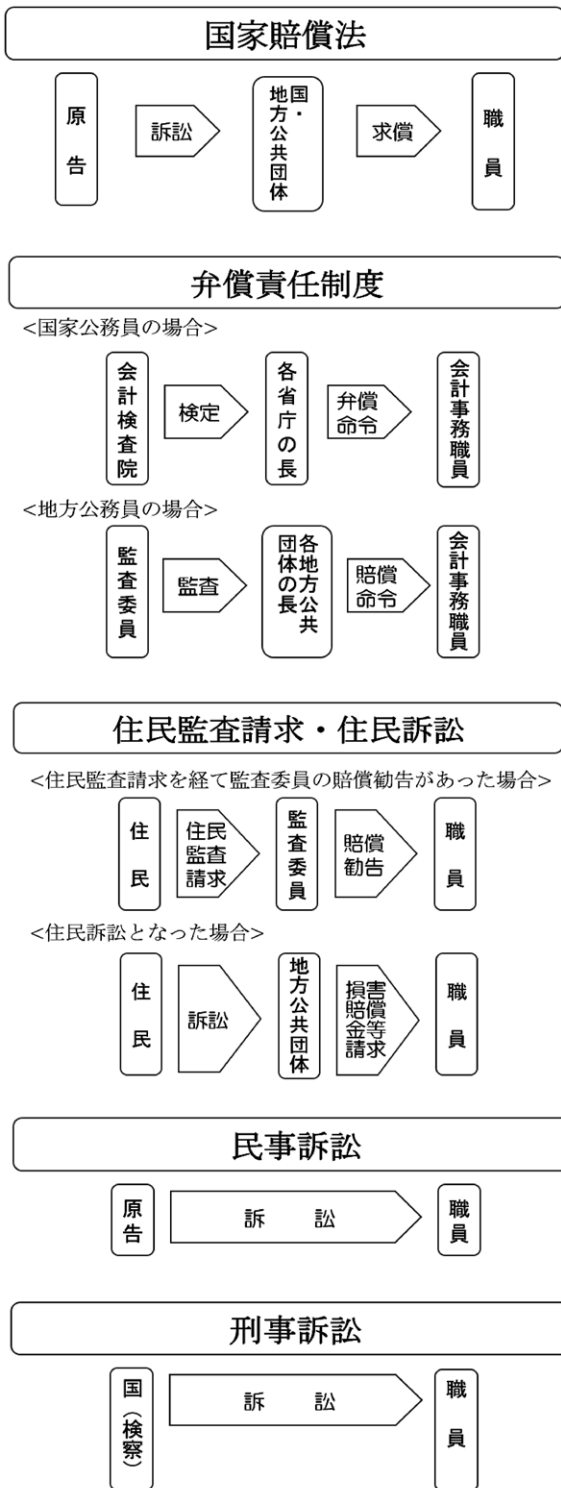 国家賠償法
原告
訴訟
国・
地方公共団体
求償
職員
弁償責任制度
<国家公務員の場合>
会計検査院
検定
各省庁の長
弁償
命令
会計事務職員
<地方公務員の場合>
監査委員
監査
各地方公共
団体の長
賠償
命令
会計事務職員
住民監査請求・住民訴訟
<住民監査請求を経て監査委員の賠償勧告があった場合>
住民
住民
監査
請求
監査委員
賠償
勧告
職員
<住民訴訟となった場合>
住民
訴訟
地方公共団体
損害
賠償
金等
請求
職員
民事訴訟
原告
訴訟
職員
刑事訴訟
国(検察)
訴訟
職員